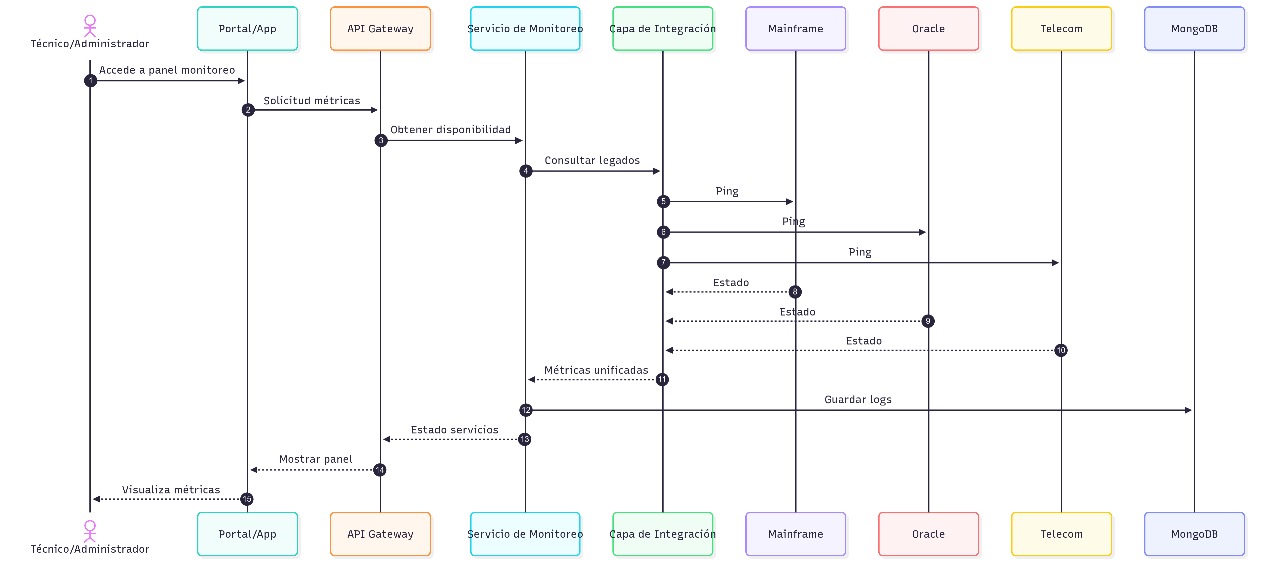 Técnico/Administrador
Portal/App
API Gateway
Servicio de Monitoreo
Capa de Integración
Mainframe
Oracle
Telecom
MongoDB
1 Accede a panel monitoreo
2 Solicitud métricas
3 Obtener disponibilidad
4 Consultar legados
5 Ping
6 Ping
7 Ping
Estado 8
Estado 9
Estado 10
Métricas unificadas 11
12 Guardar logs
Estado servicios 13
Mostrar panel 14
Visualiza métricas 15
Técnico/Administrador
Portal/App
API Gateway
Servicio de Monitoreo
Capa de Integración
Mainframe
Oracle
Telecom
MongoDB